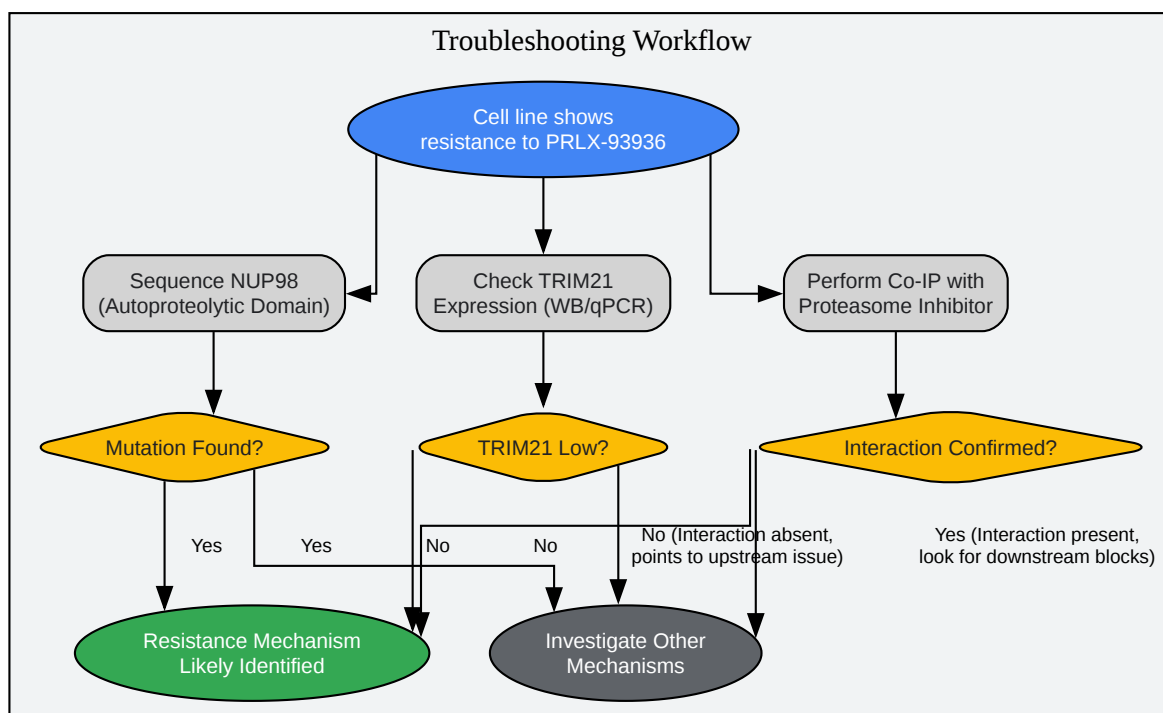 Troubleshooting Workflow
Cell line shows
resistance to PRLX-93936
Sequence NUP98
(Autoproteolytic Domain)
Check TRIM21
Expression (WB/qPCR)
Perform Co-IP with
Proteasome Inhibitor
Mutation Found?
TRIM21 Low?
Interaction Confirmed?
Yes
Yes
No
No
No (Interaction absent,
points to upstream issue)
Yes (Interaction present,
look for downstream blocks)
Resistance Mechanism
Likely Identified
Investigate Other
Mechanisms